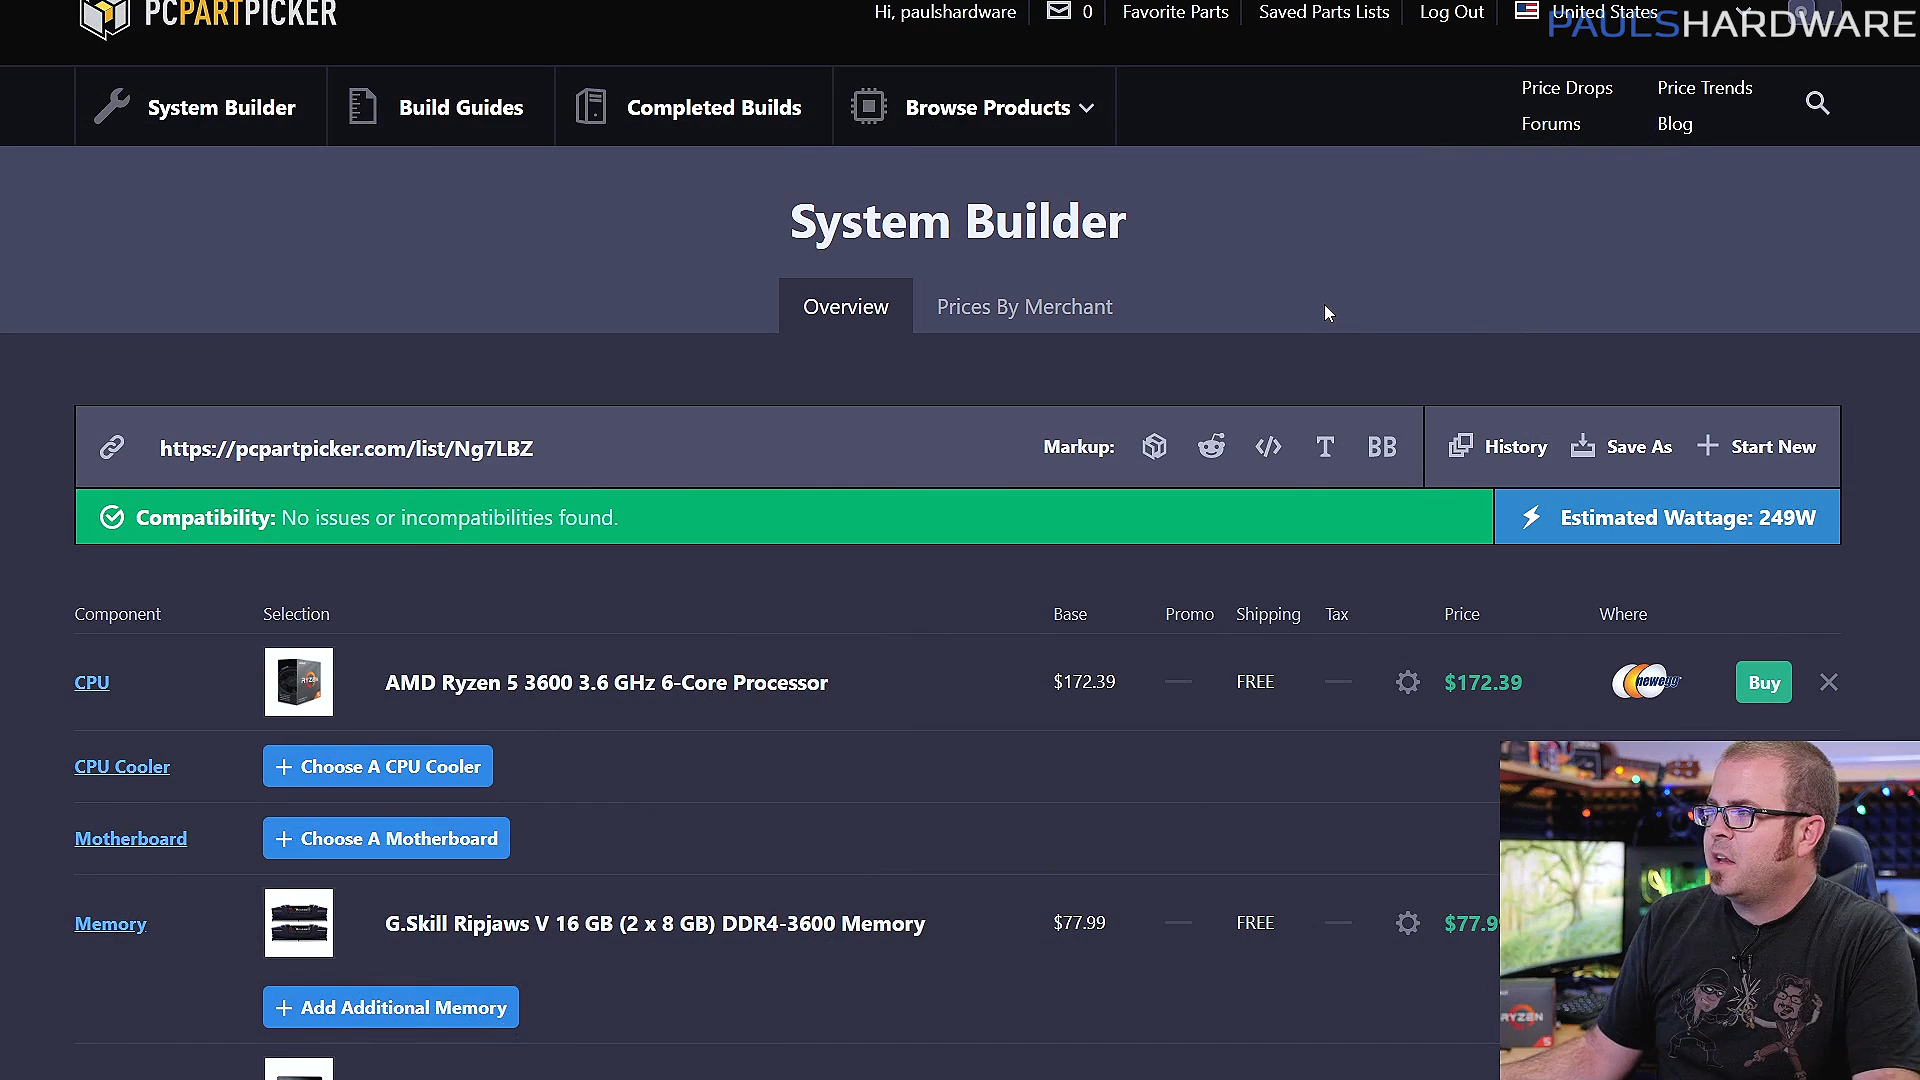 PCPARTPICKER
Hi, paulshardware
0
Favorite Parts
Saved Parts Lists
Log Out
United States
PAULSHARDWARE
System Builder
Build Guides
Completed Builds
Browse Products
Price Drops
Price Trends
Forums
Blog
System Builder
Overview
Prices By Merchant
https://pcpartpicker.com/list/Ng7LBZ
Markup:
T
BB
History
Save As
Start New
Compatibility: No issues or incompatibilities found.
Estimated Wattage: 249W
Component
Selection
Base
Promo
Shipping
Tax
Price
Where
CPU
AMD Ryzen 5 3600 3.6 GHz 6-Core Processor
$172.39
FREE
$172.39
newegg
Buy
CPU Cooler
+ Choose A CPU Cooler
Motherboard
+ Choose A Motherboard
Memory
G.Skill Ripjaws V 16 GB (2 x 8 GB) DDR4-3600 Memory
$77.99
FREE
$77.9
+ Add Additional Memory
RYZEN
5